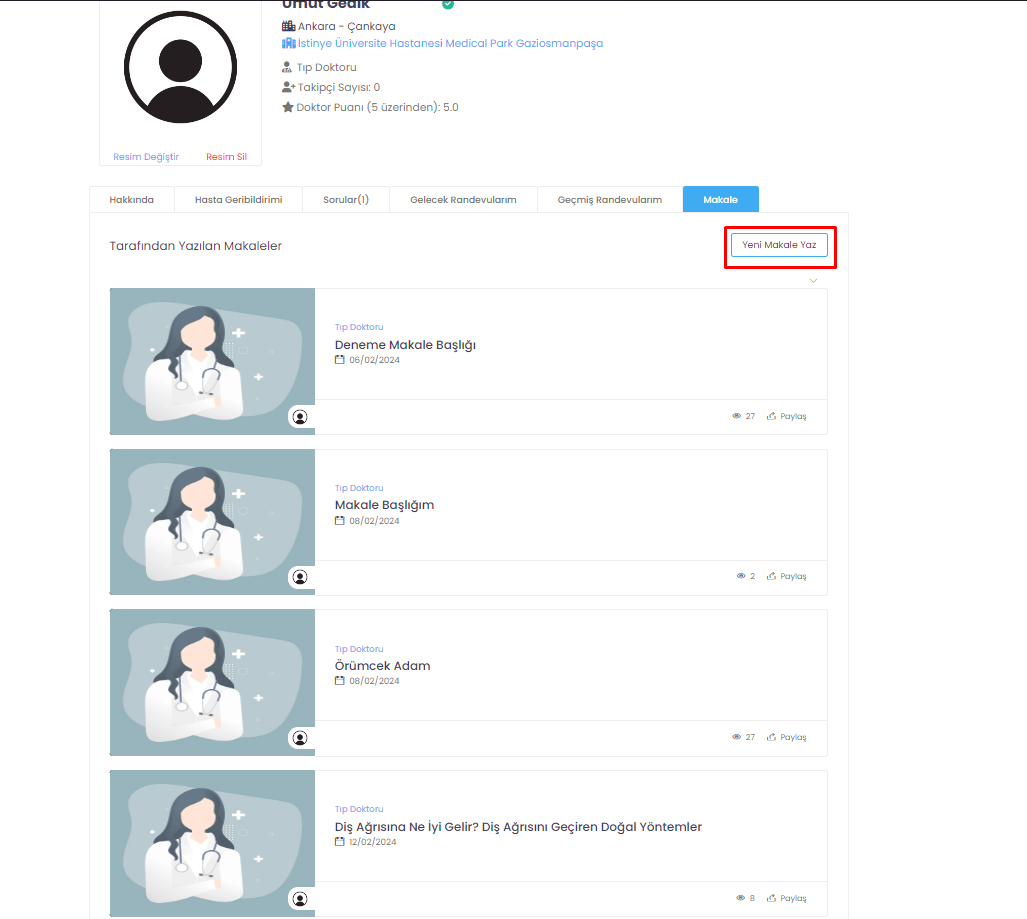 Umut Gedik
Ankara - Çankaya
İstinye Üniversite Hastanesi Medical Park Gaziosmanpaşa
Tıp Doktoru
Takipçi Sayısı: 0
Doktor Puanı (5 üzerinden): 5.0
Resim Değiştir Resim Sil
Hakkında Hasta Geribildirimi Sorular(1) Gelecek Randevularım Geçmiş Randevularım Makale
Tarafından Yazılan Makaleler Yeni Makale Yaz
Tıp Doktoru
Deneme Makale Başlığı
06/02/2024
27 Paylaş
Tıp Doktoru
Makale Başlığım
08/02/2024
2 Paylaş
Tıp Doktoru
Örümcek Adam
08/02/2024
27 Paylaş
Tıp Doktoru
Diş Ağrısına Ne İyi Gelir? Diş Ağrısını Geçiren Doğal Yöntemler
12/02/2024
8 Paylaş